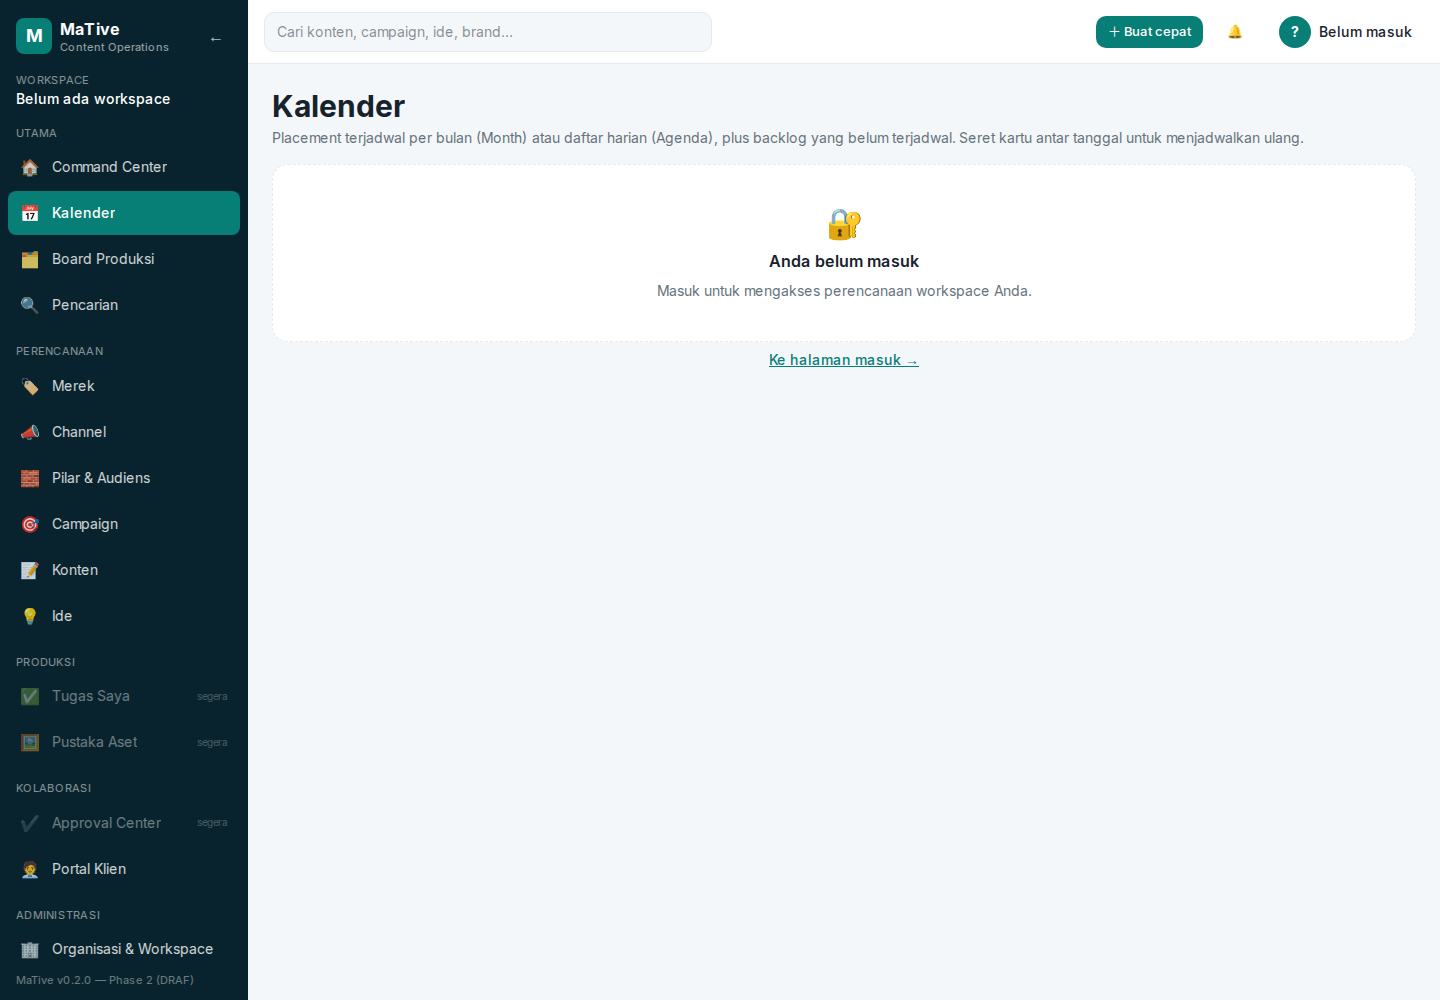 M
MaTive
Content Operations
←
WORKSPACE
Belum ada workspace
UTAMA
Command Center
Kalender
Board Produksi
Pencarian
PERENCANAAN
Merek
Channel
Pilar & Audiens
Campaign
Konten
Ide
PRODUKSI
Tugas Saya segera
Pustaka Aset segera
KOLABORASI
Approval Center segera
Portal Klien
ADMINISTRASI
Organisasi & Workspace
MaTive v0.2.0 — Phase 2 (DRAF)
Cari konten, campaign, ide, brand...
+ Buat cepat
? Belum masuk
Kalender
Placement terjadwal per bulan (Month) atau daftar harian (Agenda), plus backlog yang belum terjadwal. Seret kartu antar tanggal untuk menjadwalkan ulang.
Anda belum masuk
Masuk untuk mengakses perencanaan workspace Anda.
Ke halaman masuk →